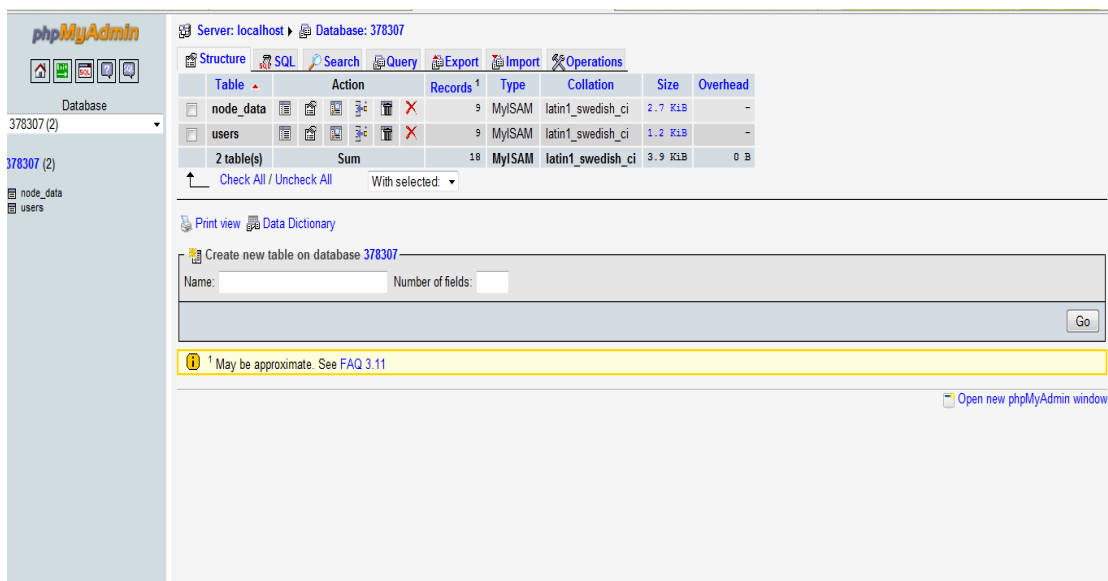 phpMyAdmin
Database
378307 (2)
378307 (2)
node_data
users
Server: localhost Database: 378307
Structure SQL Search Query Export Import Operations
Table Action Records 1 Type Collation Size Overhead
node_data 9 MyISAM latin1_swedish_ci 2.7 KiB -
users 9 MyISAM latin1_swedish_ci 1.2 KiB -
2 table(s) Sum 18 MyISAM latin1_swedish_ci 3.9 KiB 0 B
Check All / Uncheck All With selected:
Print view Data Dictionary
Create new table on database 378307
Name: Number of fields:
Go
1 May be approximate. See FAQ 3.11
Open new phpMyAdmin window